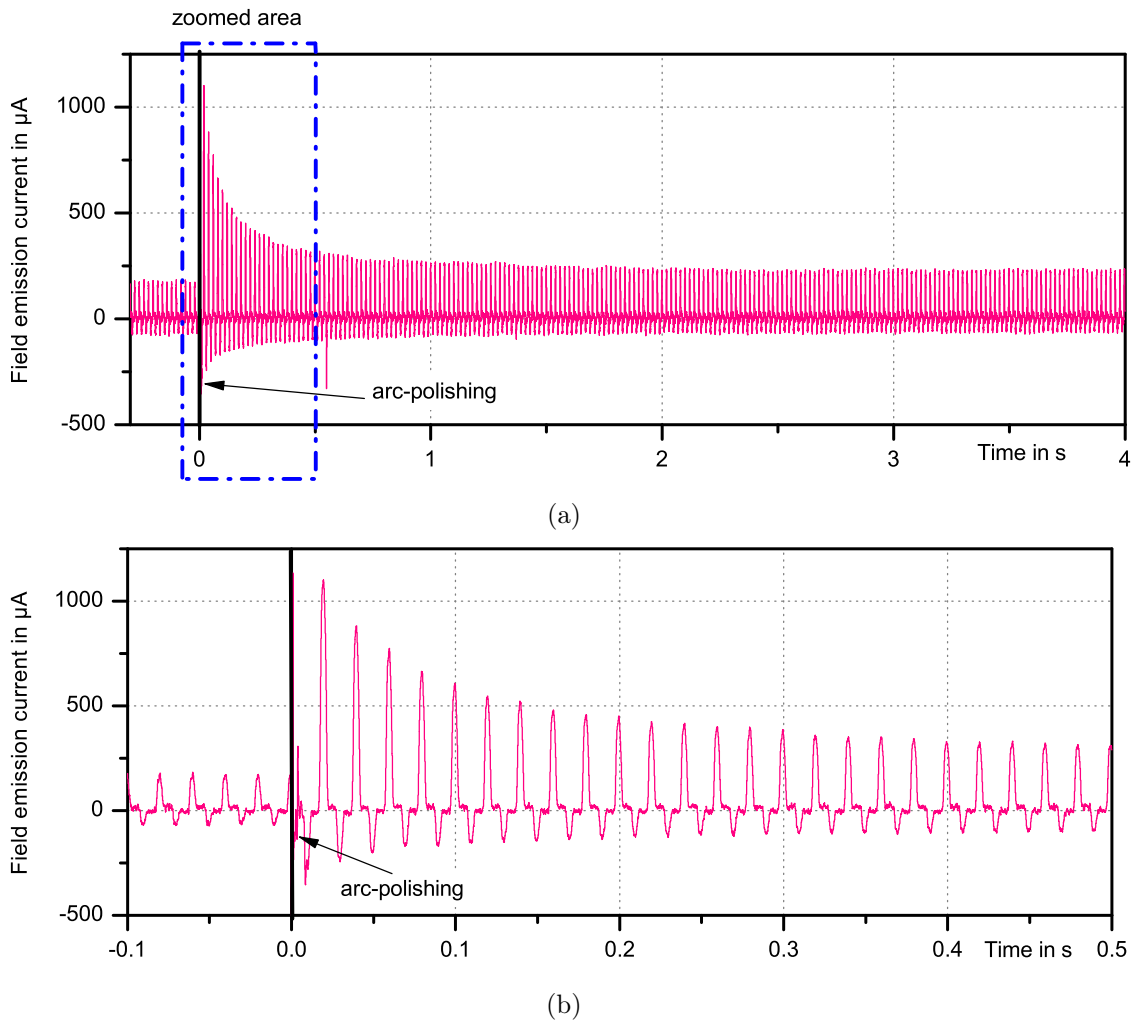 zoomed area
Field emission current in µA
1000
500
0
-500
arc-polishing
0
1
2
3
Time in s
4
(a)
Field emission current in µA
1000
500
0
-500
arc-polishing
-0.1
0.0
0.1
0.2
0.3
0.4
Time in s
0.5
(b)